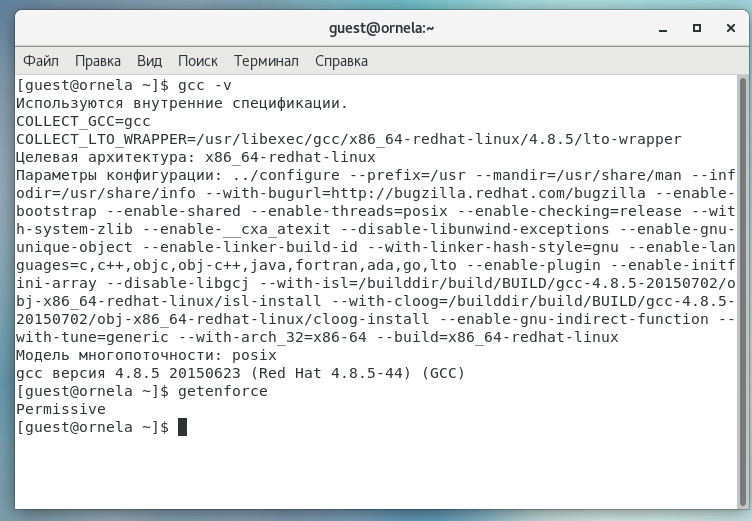 guest@ornela:~
Файл Правка Вид Поиск Терминал Справка
[guest@ornela ~]$ gcc -v
Используются внутренние спецификации.
COLLECT_GCC=gcc
COLLECT_LTO_WRAPPER=/usr/libexec/gcc/x86_64-redhat-linux/4.8.5/lto-wrapper
Целевая архитектура: x86_64-redhat-linux
Параметры конфигурации: ../configure --prefix=/usr --mandir=/usr/share/man --inf
odir=/usr/share/info --with-bugurl=http://bugzilla.redhat.com/bugzilla --enable-
bootstrap --enable-shared --enable-threads=posix --enable-checking=release --wit
h-system-zlib --enable-__cxa_atexit --disable-libunwind-exceptions --enable-gnu-
unique-object --enable-linker-build-id --with-linker-hash-style=gnu --enable-lan
guages=c,c++,objc,obj-c++,java,fortran,ada,go,lto --enable-plugin --enable-initf
ini-array --disable-libgcj --with-isl=/builddir/build/BUILD/gcc-4.8.5-20150702/o
bj-x86_64-redhat-linux/isl-install --with-cloog=/builddir/build/BUILD/gcc-4.8.5-
20150702/obj-x86_64-redhat-linux/cloog-install --enable-gnu-indirect-function --
with-tune=generic --with-arch_32=x86-64 --build=x86_64-redhat-linux
Модель многопоточности: posix
gcc версия 4.8.5 20150623 (Red Hat 4.8.5-44) (GCC)
[guest@ornela ~]$ getenforce
Permissive
[guest@ornela ~]$